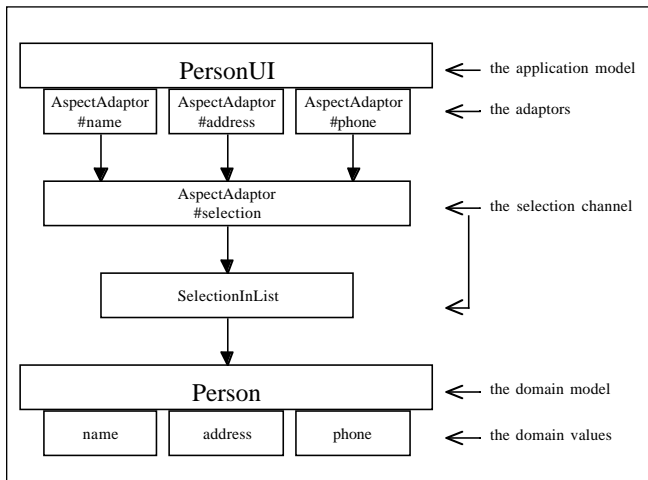 PersonUI
the application model
AspectAdaptor
#name
AspectAdaptor
#address
AspectAdaptor
#phone
the adaptors
AspectAdaptor
#selection
the selection channel
SelectionInList
Person
the domain model
name
address
phone
the domain values